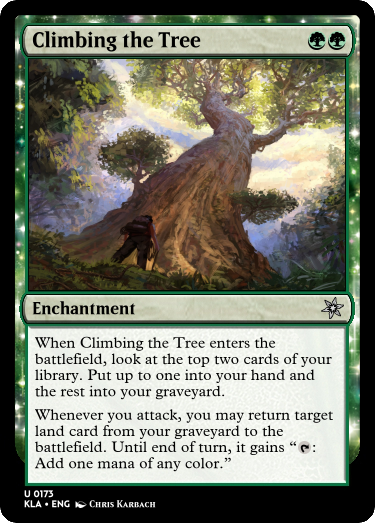 Climbing the Tree
Enchantment
When Climbing the Tree enters the
battlefield, look at the top two cards of your
library. Put up to one into your hand and
the rest into your graveyard.
Whenever you attack, you may return target
land card from your graveyard to the
battlefield. Until end of turn, it gains “:
Add one mana of any color.”
U 0173
KLA • ENG Chris Karbach